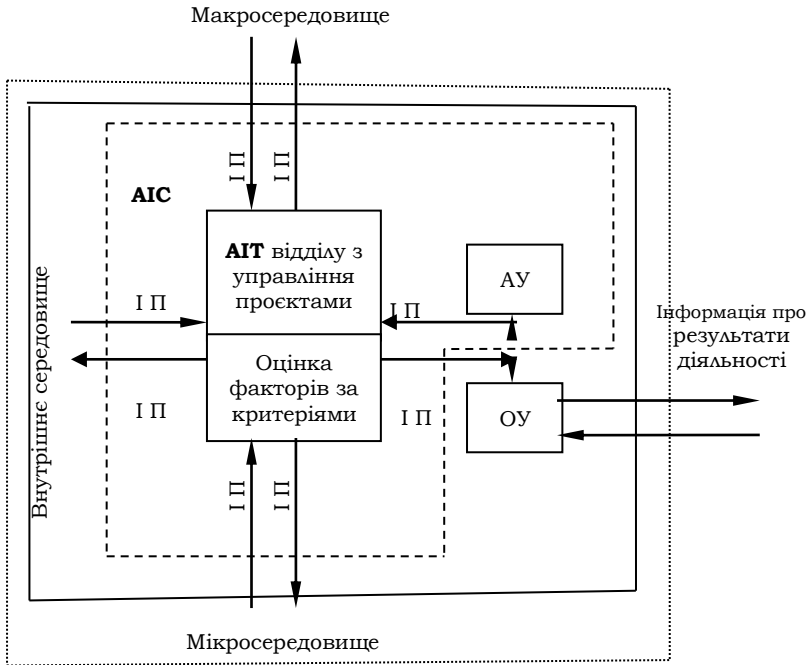 Макросередовище
І П
І П
АІС
АІТ відділу з
управління
проєктами
АУ
Внутрішнє середовище
І П
І П
Інформація про
результати
діяльності
Оцінка
факторів за
критеріями
І П
І П
ОУ
І П
І П
Мікросередовище